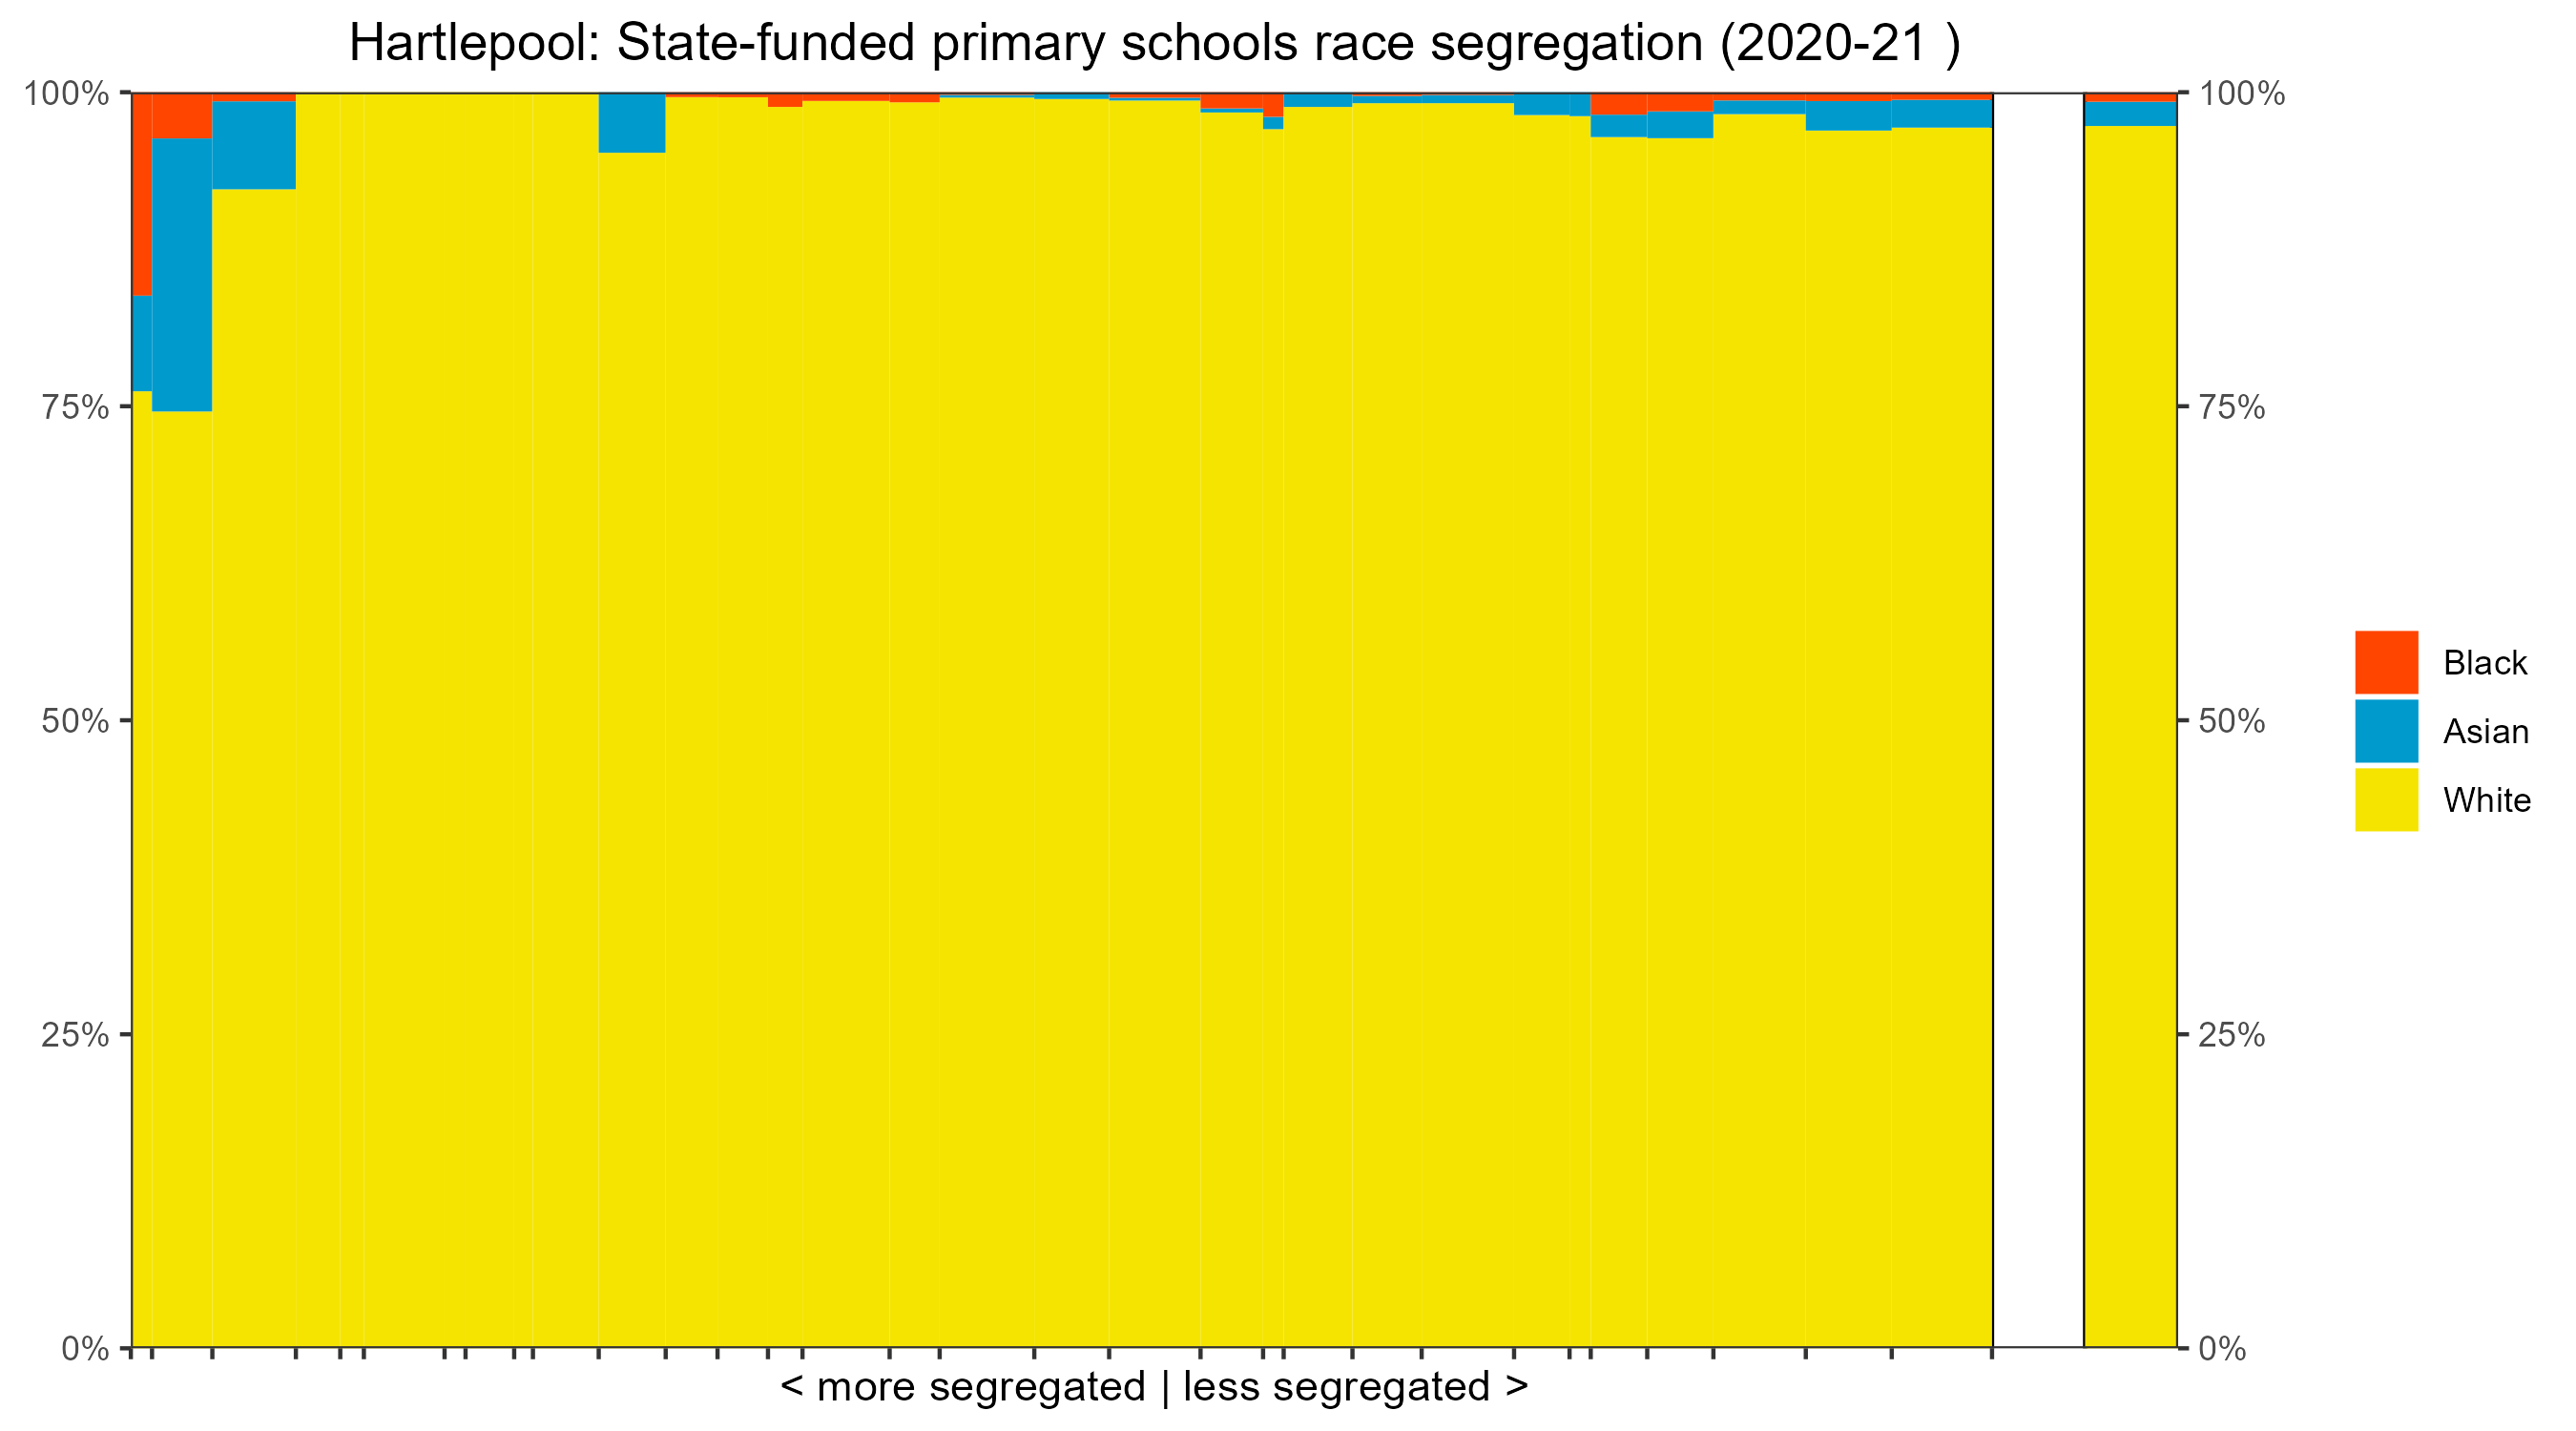 Hartlepool: State-funded primary schools race segregation (2020-21 )
100%
75%
50%
25%
0%
100%
75%
50%
25%
0%
Black
Asian
White
< more segregated | less segregated >